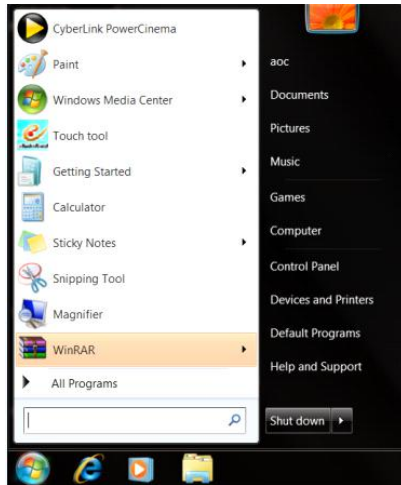 CyberLink PowerCinema
Paint
Windows Media Center
Touch tool
Getting Started
Calculator
Sticky Notes
Snipping Tool
Magnifier
WinRAR
All Programs
aoc
Documents
Pictures
Music
Games
Computer
Control Panel
Devices and Printers
Default Programs
Help and Support
Shut down